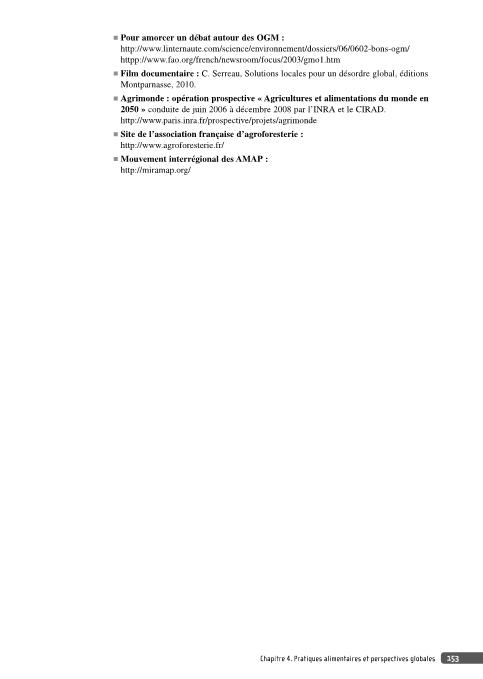 ■ Pour amorcer un débat autour des OGM :
http://www.linternaute.com/science/environnement/dossiers/06/0602-bons-ogm/
httpp://www.fao.org/french/newsroom/focus/2003/gmo1.htm
■ Film documentaire : C. Serreau, Solutions locales pour un désordre global, éditions
Montparnasse, 2010.
■ Agrimonde : opération prospective « Agricultures et alimentations du monde en
2050 » conduite de juin 2006 à décembre 2008 par l'INRA et le CIRAD.
http://www.paris.inra.fr/prospective/projets/agrimonde
■ Site de l'association française d'agroforesterie :
http://www.agroforesterie.fr/
■ Mouvement interrégional des AMAP :
http://miramap.org/
Chapitre 4. Pratiques alimentaires et perspectives globales 153